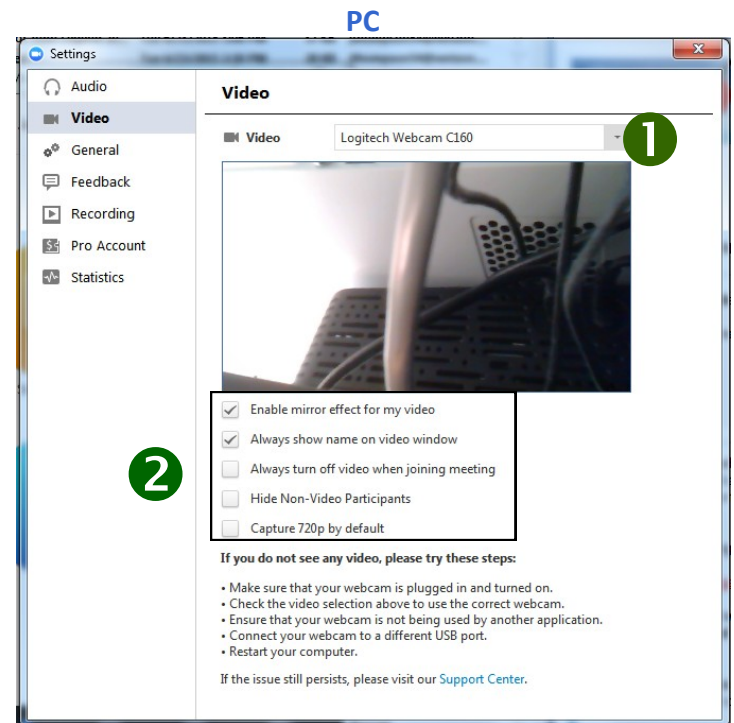 PC
Settings
x
Audio
Video
General
Feedback
Recording
Pro Account
Statistics
Video
Video Logitech Webcam C160
1
2
Enable mirror effect for my video
Always show name on video window
Always turn off video when joining meeting
Hide Non-Video Participants
Capture 720p by default
If you do not see any video, please try these steps:
• Make sure that your webcam is plugged in and turned on.
• Check the video selection above to use the correct webcam.
• Ensure that your webcam is not being used by another application.
• Connect your webcam to a different USB port.
• Restart your computer.
If the issue still persists, please visit our Support Center.